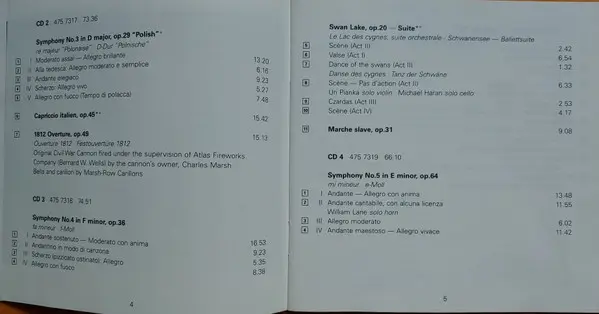 CD 2 475 7317 73.36
Symphony No.3 in D major, op.29 "Polish"
re majeur "Polonaise" · D-Dur "Polnische"
1 I Moderato assai — Allegro brillante 13.20
2 II Alla tedesca: Allegro moderato e semplice 6.16
3 III Andante elegiaco 9.23
4 IV Scherzo: Allegro vivo 5.27
5 V Allegro con fuoco (Tempo di polacca) 7.48
6 Capriccio italien, op.45 15.42
7 1812 Overture, op.49 15.13
Ouverture 1812 · Festouvertüre 1812
Original Civil War Cannon fired under the supervision of Atlas Fireworks
Company (Bernard W. Wells) by the cannon's owner, Charles Marsh
Bells and carillon by Marsh-Row Carillons
CD 3 475 7318 74.51
Symphony No.4 in F minor, op.36
fa mineur · f-Moll
1 I Andante sostenuto — Moderato con anima 18.53
2 II Andantino in modo di canzona 9.23
3 III Scherzo (pizzicato ostinato): Allegro 5.35
4 IV Allegro con fuoco 8.38
4
Swan Lake, op.20 — Suite
Le Lac des cygnes: suite orchestrale · Schwanensee — Ballettsuite
5 Scène (Act II) 2.42
6 Valse (Act I) 6.54
7 Dance of the swans (Act II) 1.32
Danse des cygnes · Tanz der Schwäne
8 Scène — Pas d'action (Act II) 6.33
Uri Pianka solo violin · Michael Haran solo cello
9 Czardas (Act III) 2.53
10 Scène (Act IV) 4.17
11 Marche slave, op.31 9.08
CD 4 475 7319 66.10
Symphony No.5 in E minor, op.64
mi mineur · e-Moll
1 I Andante — Allegro con anima 13.48
2 II Andante cantabile, con alcuna licenza 11.55
William Lane solo horn
3 III Allegro moderato 6.02
4 IV Andante maestoso — Allegro vivace 11.42
5